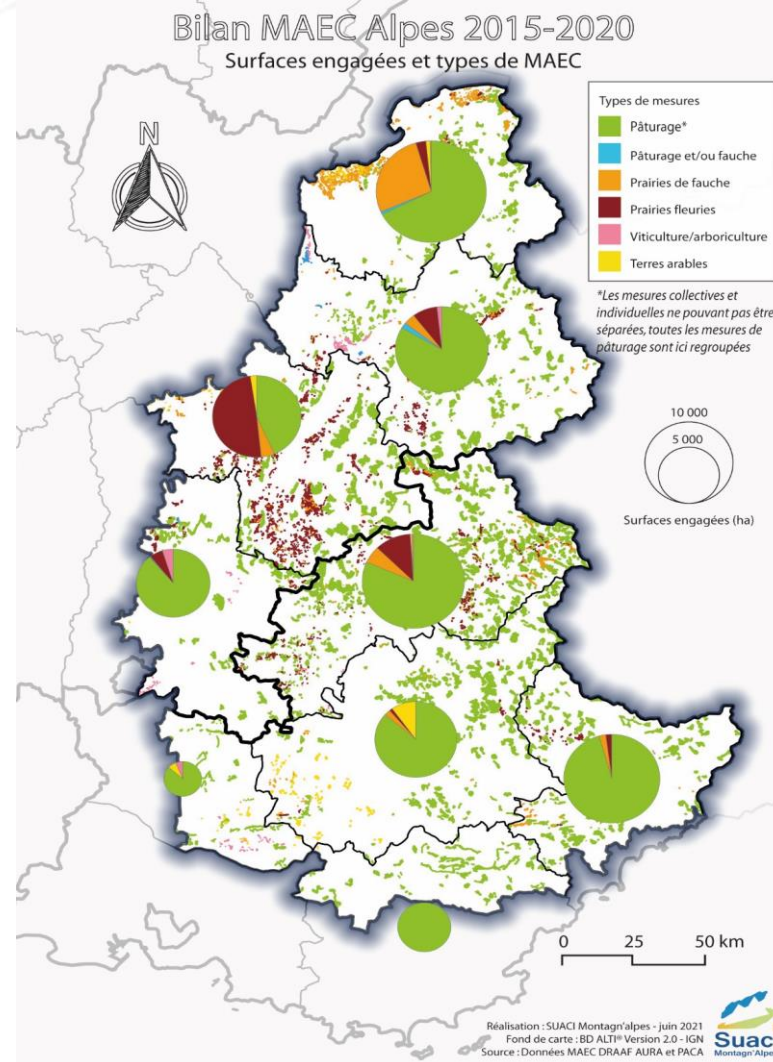 Bilan MAEC Alpes 2015-2020
Surfaces engagées et types de MAEC
N
Types de mesures
Pâturage*
Pâturage et/ou fauche
Prairies de fauche
Prairies fleuries
Viticulture/arboriculture
Terres arables
*Les mesures collectives et
individuelles ne pouvant pas être
séparées, toutes les mesures de
pâturage sont ici regroupées
10 000
5 000
Surfaces engagées (ha)
0 25 50 km
Réalisation : SUACI Montagn'alpes - juin 2021
Fond de carte : BD ALTI® Version 2.0 - IGN
Source : Données MAEC DRAAF AURA et PACA
Suaci
Montagn'Alpes